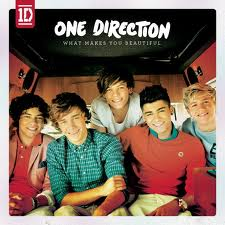 1D
ONE DIRECTION
WHAT MAKES YOU BEAUTIFUL